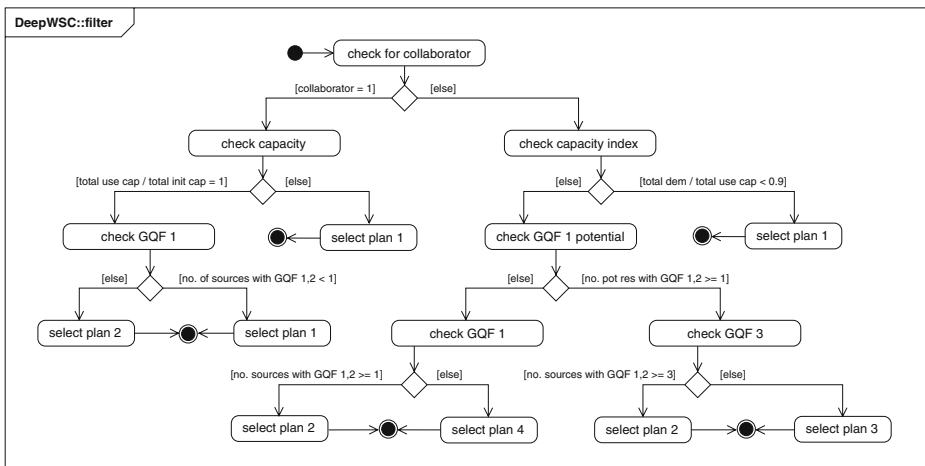 DeepWSC::filter
check for collaborator
[collaborator = 1]
[else]
check capacity
check capacity index
[total use cap / total init cap = 1]
[else]
[else]
[total dem / total use cap < 0.9]
check GQF 1
select plan 1
check GQF 1 potential
select plan 1
[else]
[no. of sources with GQF 1,2 < 1]
[else]
[no. pot res with GQF 1,2 >= 1]
select plan 2
select plan 1
check GQF 1
check GQF 3
[no. sources with GQF 1,2 >= 1]
[else]
[no. sources with GQF 1,2 >= 3]
[else]
select plan 2
select plan 4
select plan 2
select plan 3